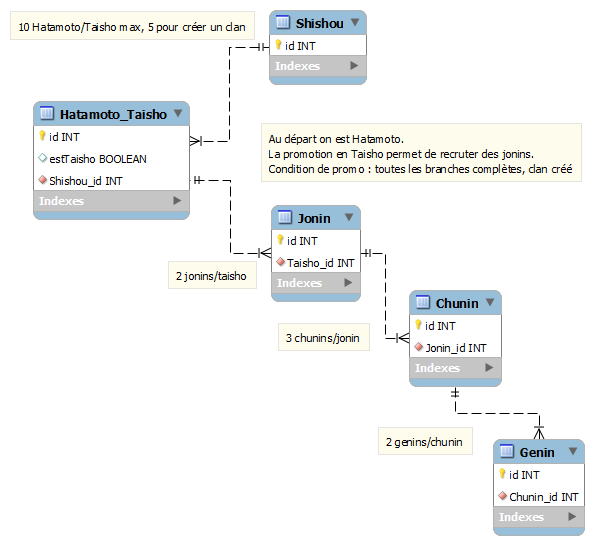 10 Hatamoto/Taisho max, 5 pour créer un clan
Shishou
id INT
Indexes
Hatamoto_Taisho
id INT
estTaisho BOOLEAN
Shishou_id INT
Indexes
Au départ on est Hatamoto.
La promotion en Taisho permet de recruter des jonins.
Condition de promo : toutes les branches complètes, clan créé
Jonin
id INT
Taisho_id INT
Indexes
2 jonins/taisho
Chunin
id INT
Jonin_id INT
Indexes
3 chunins/jonin
2 genins/chunin
Genin
id INT
Chunin_id INT
Indexes